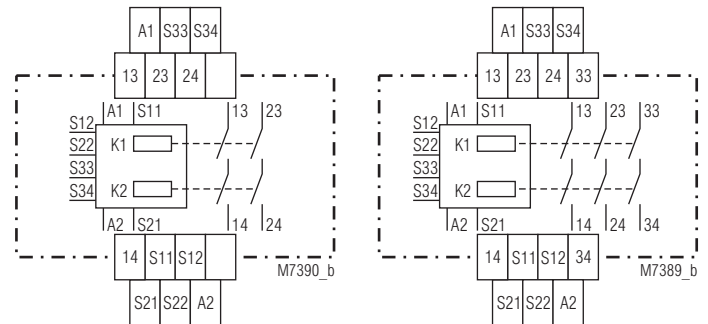 A1 S33 S34
13 23 24
A1 S11 13 23
S12
S22 K1
S33
S34 K2
A2 S21 14 24
14 S11 S12
M7390_b
S21 S22 A2
A1 S33 S34
13 23 24 33
A1 S11 13 23 33
S12
S22 K1
S33
S34 K2
A2 S21 14 24 34
14 S11 S12 34
M7389_b
S21 S22 A2